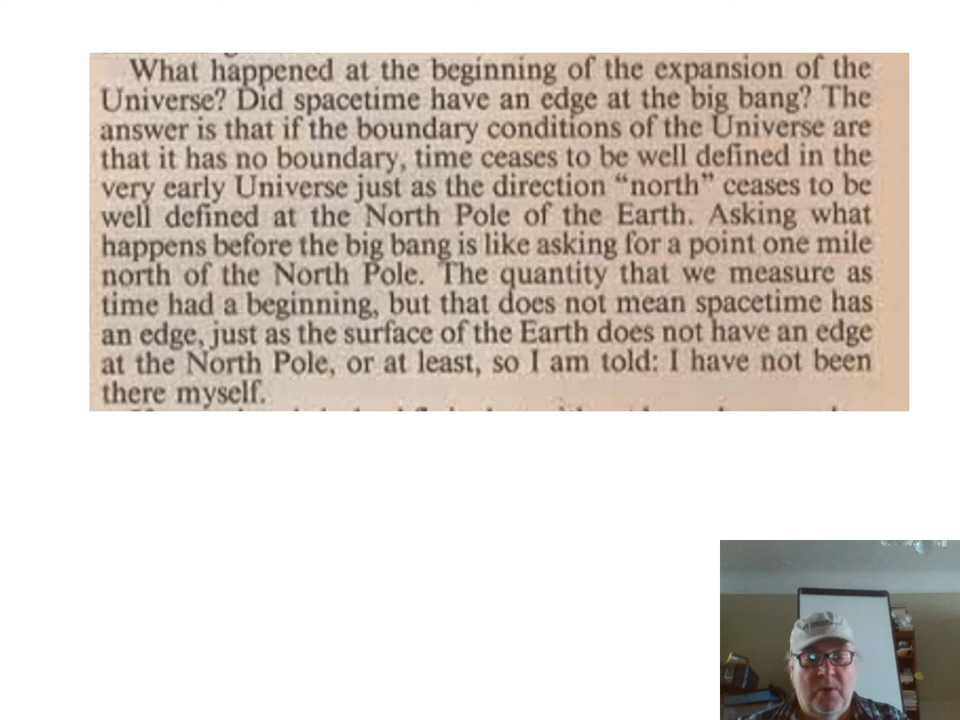 What happened at the beginning of the expansion of the
Universe? Did spacetime have an edge at the big bang? The
answer is that if the boundary conditions of the Universe are
that it has no boundary, time ceases to be well defined in the
very early Universe just as the direction “north” ceases to be
well defined at the North Pole of the Earth. Asking what
happens before the big bang is like asking for a point one mile
north of the North Pole. The quantity that we measure as
time had a beginning, but that does not mean spacetime has
an edge, just as the surface of the Earth does not have an edge
at the North Pole, or at least, so I am told: I have not been
there myself.